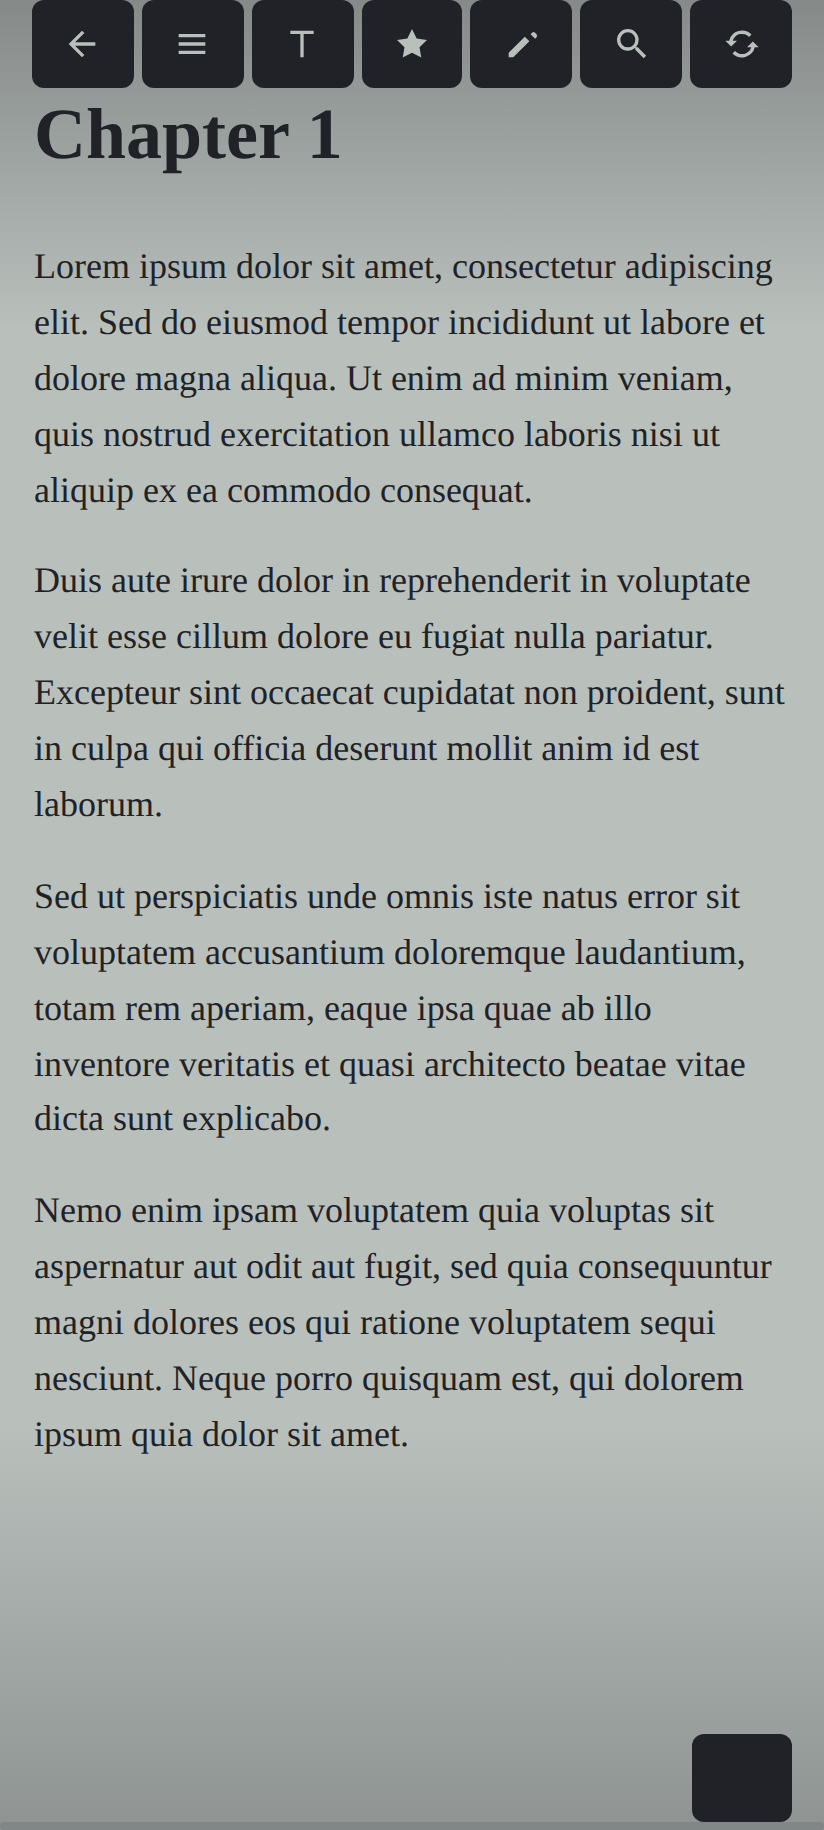 Chapter 1
Lorem ipsum dolor sit amet, consectetur adipiscing
elit. Sed do eiusmod tempor incididunt ut labore et
dolore magna aliqua. Ut enim ad minim veniam,
quis nostrud exercitation ullamco laboris nisi ut
aliquip ex ea commodo consequat.
Duis aute irure dolor in reprehenderit in voluptate
velit esse cillum dolore eu fugiat nulla pariatur.
Excepteur sint occaecat cupidatat non proident, sunt
in culpa qui officia deserunt mollit anim id est
laborum.
Sed ut perspiciatis unde omnis iste natus error sit
voluptatem accusantium doloremque laudantium,
totam rem aperiam, eaque ipsa quae ab illo
inventore veritatis et quasi architecto beatae vitae
dicta sunt explicabo.
Nemo enim ipsam voluptatem quia voluptas sit
aspernatur aut odit aut fugit, sed quia consequuntur
magni dolores eos qui ratione voluptatem sequi
nesciunt. Neque porro quisquam est, qui dolorem
ipsum quia dolor sit amet.